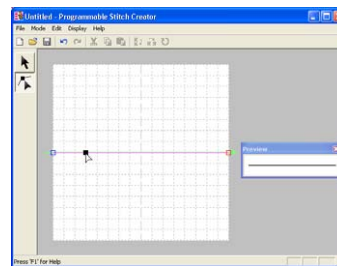 Untitled - Programmable Stitch Creator
File Mode Edit Display Help
Preview
Press 'F1' for Help